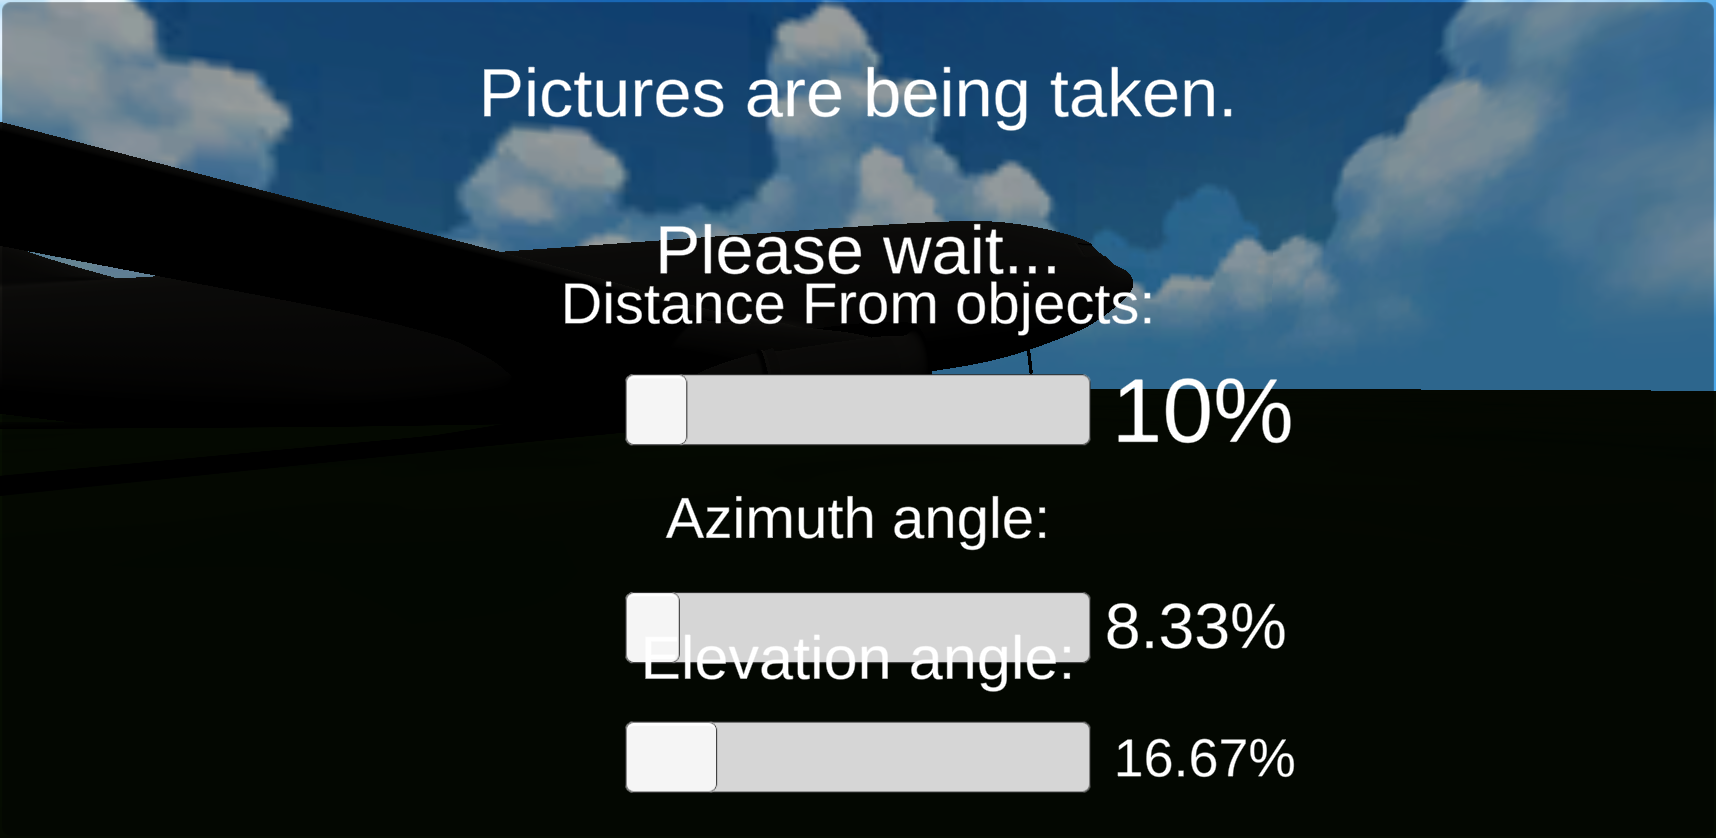 Pictures are being taken.
Please wait...
Distance From objects:
10%
Azimuth angle:
8.33%
Elevation angle:
16.67%